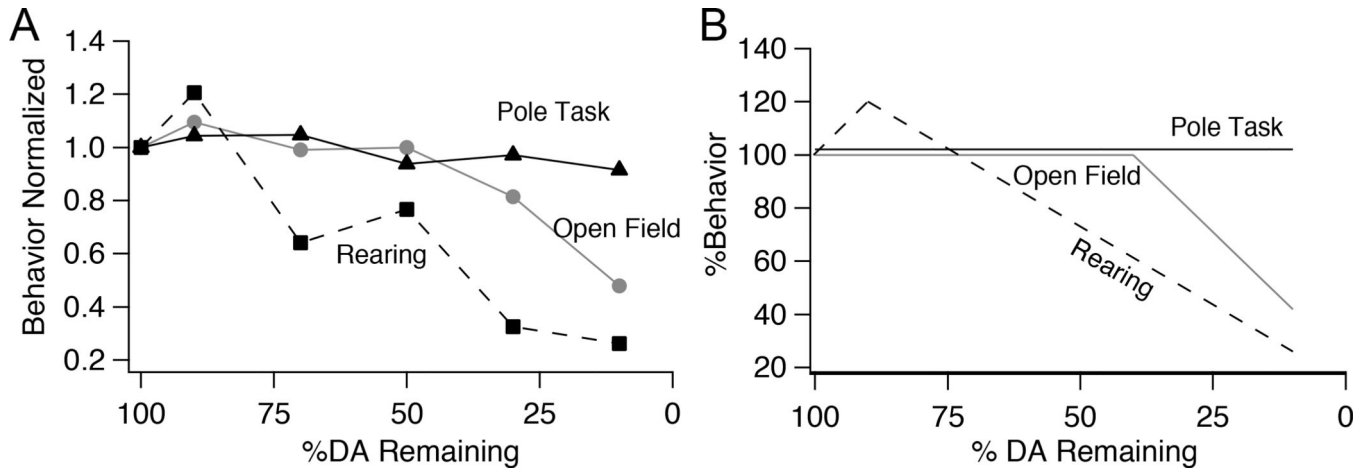 A
Behavior Normalized
1.4
1.2
1.0
0.8
0.6
0.4
0.2
Pole Task
Open Field
Rearing
100
75
50
25
0
%DA Remaining
B
%Behavior
140
120
100
80
60
40
20
Pole Task
Open Field
Rearing
100
75
50
25
0
% DA Remaining